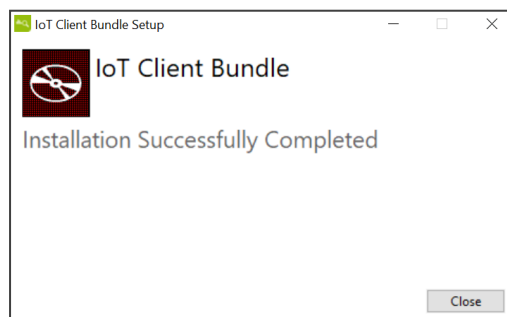 IoT Client Bundle Setup
IoT Client Bundle
Installation Successfully Completed
Close